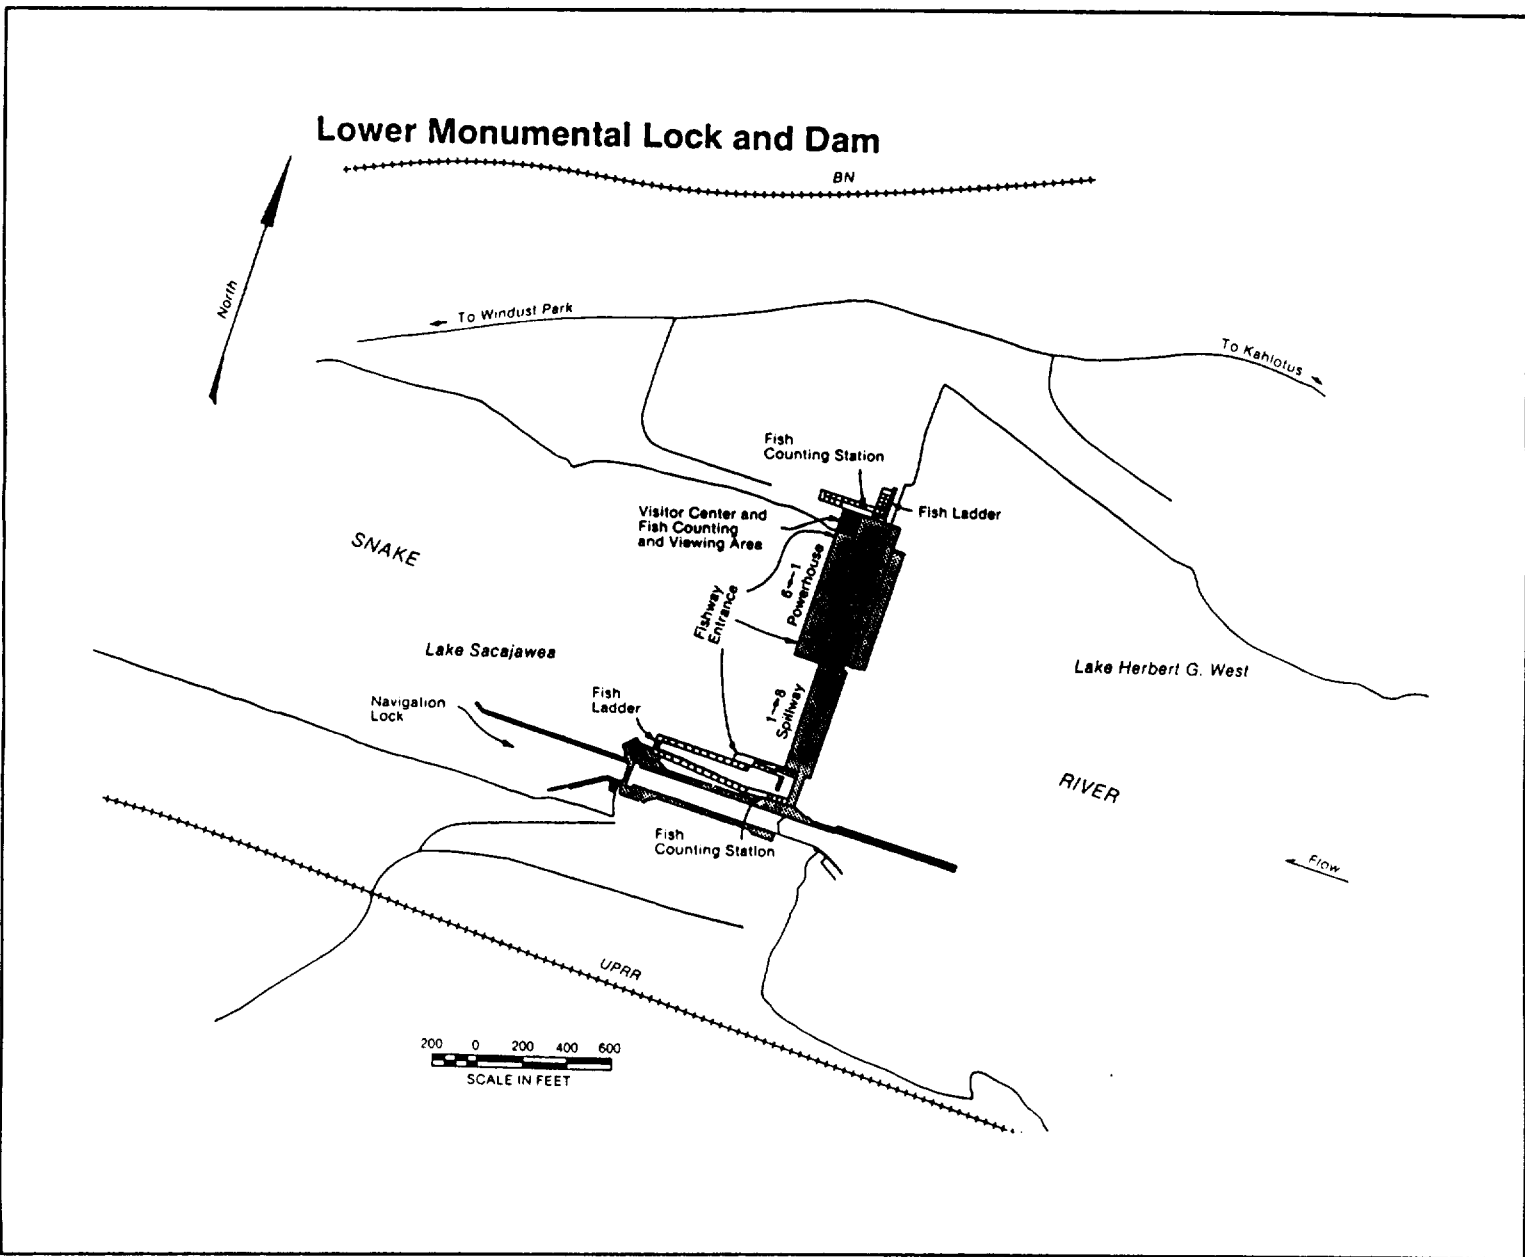 Lower Monumental Lock and Dam
BN
North
To Windust Park
To Kahlotus
Fish
Counting Station
Visitor Center and
Fish Counting
and Viewing Area
Fish Ladder
SNAKE
6←1
Powerhouse
Fishway
Entrance
Lake Sacajawea
Lake Herbert G. West
Navigation
Lock
Fish
Ladder
1→8
Spillway
RIVER
Fish
Counting Station
Flow
UPRR
200 0 200 400 600
SCALE IN FEET